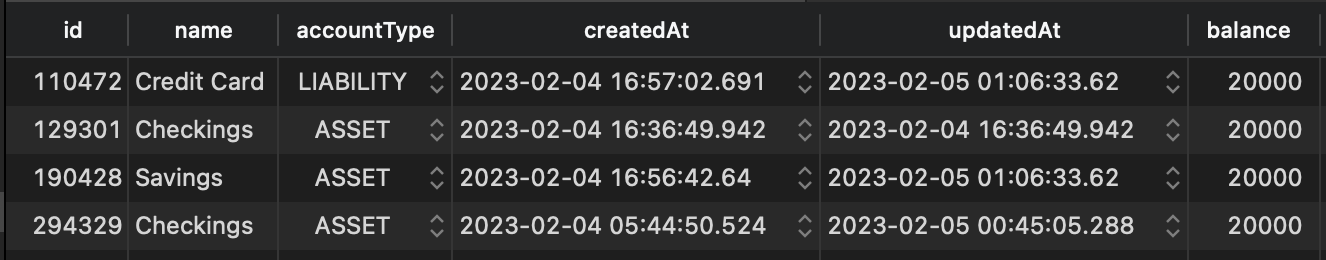 id name accountType createdAt updatedAt balance
110472 Credit Card LIABILITY 2023-02-04 16:57:02.691 2023-02-05 01:06:33.62 20000
129301 Checkings ASSET 2023-02-04 16:36:49.942 2023-02-04 16:36:49.942 20000
190428 Savings ASSET 2023-02-04 16:56:42.64 2023-02-05 01:06:33.62 20000
294329 Checkings ASSET 2023-02-04 05:44:50.524 2023-02-05 00:45:05.288 20000